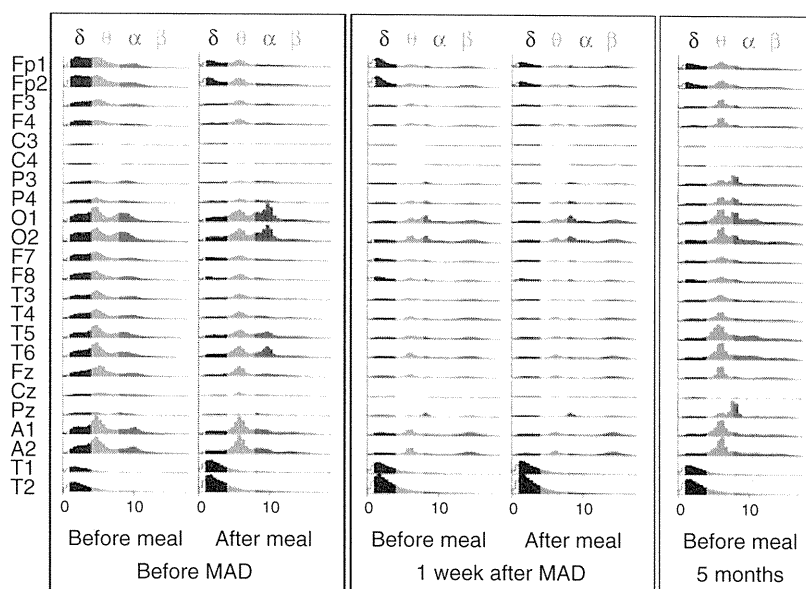 δ θ α β δ θ α β δ θ α β δ θ α β δ θ α β
Fp1
Fp2
F3
F4
C3
C4
P3
P4
O1
O2
F7
F8
T3
T4
T5
T6
Fz
Cz
Pz
A1
A2
T1
T2
0 10 0 10 0 10 0 10 0 10
Before meal After meal Before meal After meal Before meal
Before MAD 1 week after MAD 5 months